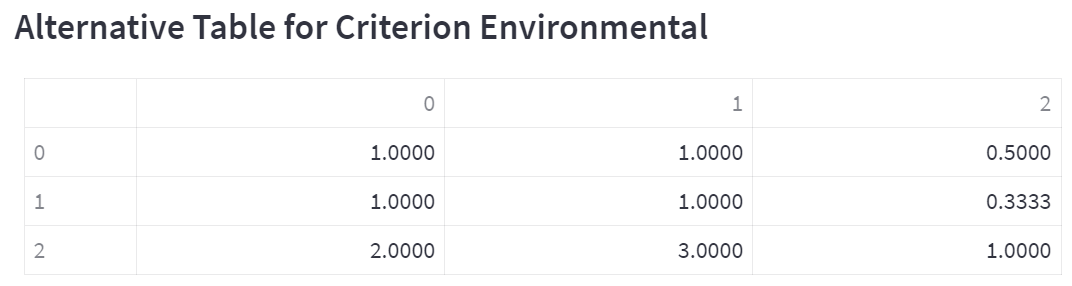 Alternative Table for Criterion Environmental
0 1 2
0 1.0000 1.0000 0.5000
1 1.0000 1.0000 0.3333
2 2.0000 3.0000 1.0000